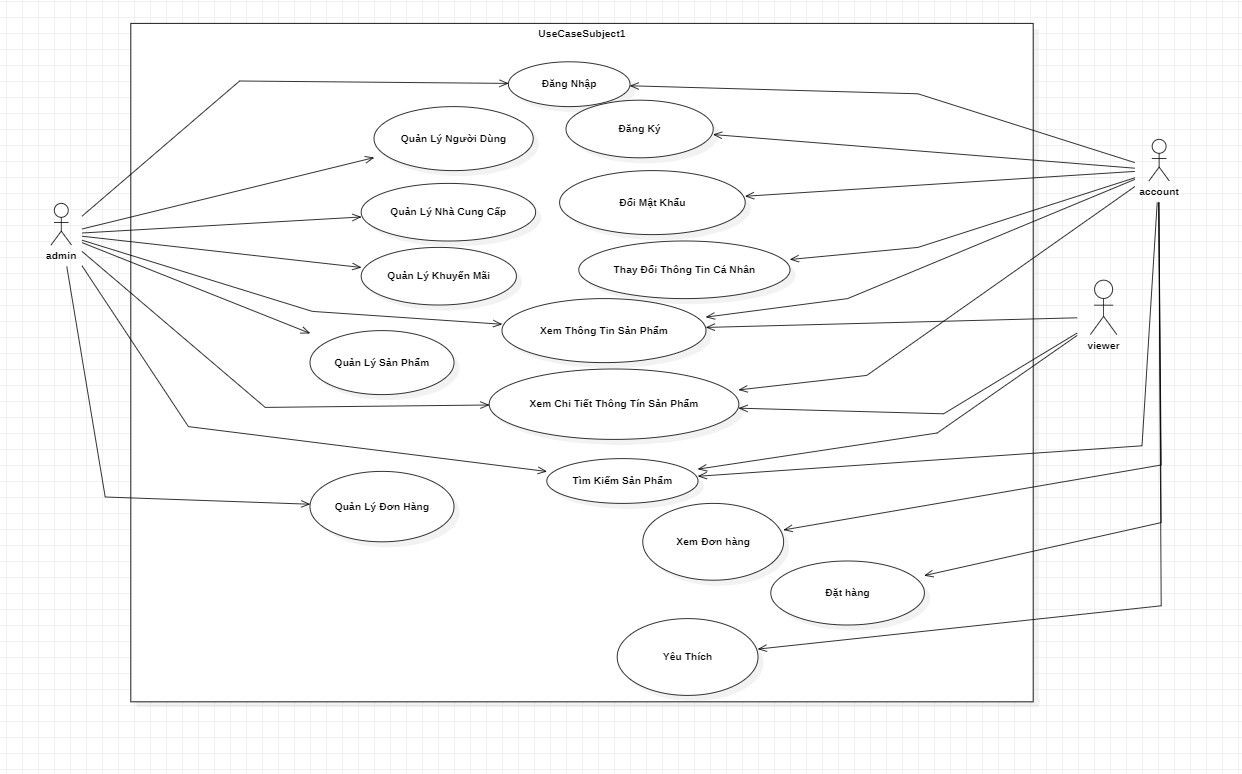 UseCaseSubject1
Đăng Nhập
Đăng Ký
Quản Lý Người Dùng
account
Đổi Mật Khẩu
Quản Lý Nhà Cung Cấp
admin
Thay Đổi Thông Tin Cá Nhân
Quản Lý Khuyến Mãi
Xem Thông Tin Sản Phẩm
viewer
Quản Lý Sản Phẩm
Xem Chi Tiết Thông Tín Sản Phẩm
Tìm Kiếm Sản Phẩm
Quản Lý Đơn Hàng
Xem Đơn hàng
Đặt hàng
Yêu Thích